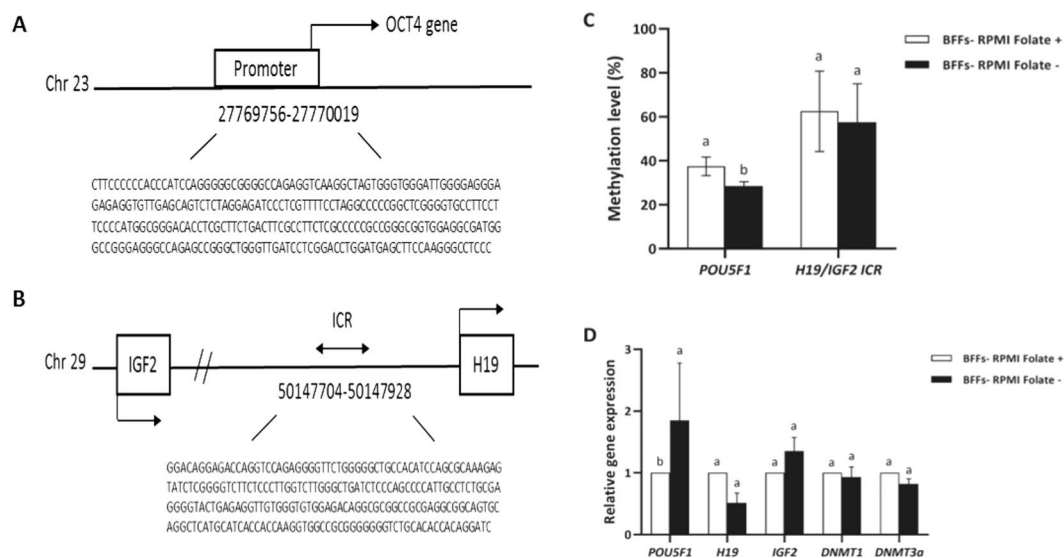 A
OCT4 gene
Promoter
Chr 23
27769756-27770019
CTTCCCCCCACCCATCCAGGGGGCGGGGCCAGAGGTCAAGGCTAGTGGGTGGGATTGGGGAGGGA
GAGAGGTGTTGAGCAGTCTCTAGGAGATCCCTCGTTTTCCTAGGCCCCCGGCTCGGGGTGCCTTCCT
TCCCCATGGCGGGACACCTCGCTTCTGACTTCGCCTTCTCGCCCCCGCCGGGCGGTGGAGGCGATGG
GCCGGGAGGGCCAGAGCCGGGCTGGGTTGATCCTCGGACCTGGATGAGCTTCCAAGGGCCTCCC
B
Chr 29
IGF2
ICR
H19
50147704-50147928
GGACAGGAGACCAGGTCCAGAGGGGTTCTGGGGGCTGCCACATCCAGCGCAAAGAG
TATCTCGGGGTCTTCTCCCTTGGTCTTGGGCTGATCTCCCAGCCCCATTGCCTCTGCGA
GGGGTACTGAGAGGTTGTGGGTGTGGAGACAGGCGCGGCCGCGAGGCGGCAGTGC
AGGCTCATGCATCACCACCAAGGTGGCCGCGGGGGGGTCTGCACACCACAGGATC
C
BFFs- RPMI Folate +
BFFs- RPMI Folate -
Methylation level (%)
100
80
60
40
20
0
a
b
a
a
POU5F1
H19/IGF2 ICR
D
BFFs- RPMI Folate +
BFFs- RPMI Folate -
Relative gene expression
3
2
1
0
b
a
a
a
a
a
a
a
a
a
POU5F1
H19
IGF2
DNMT1
DNMT3a